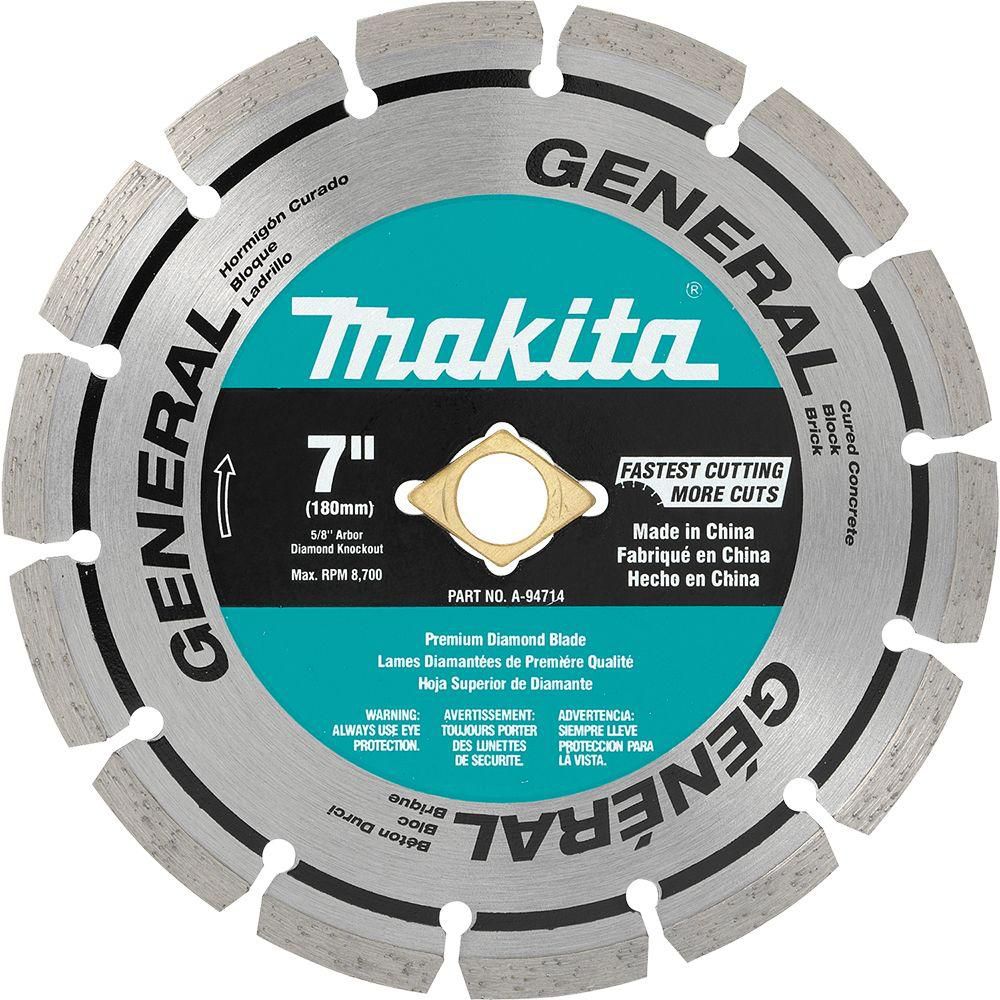 GENERAL
Hormigón Curado
Bloque
Ladrillo
GENERAL
Cured Concrete
Block
Brick
Makita®
7"
(180mm)
5/8" Arbor
Diamond Knockout
Max. RPM 8,700
FASTEST CUTTING
MORE CUTS
Made in China
Fabriqué en China
Hecho en China
PART NO. A-94714
Premium Diamond Blade
Lames Diamantées de Première Qualité
Hoja Superior de Diamante
WARNING:
ALWAYS USE EYE
PROTECTION.
AVERTISSEMENT:
TOUJOURS PORTER
DES LUNETTES
DE SECURITE.
ADVERTENCIA:
SIEMPRE LLEVE
PROTECCION PARA
LA VISTA.
GÉNÉRAL
Béton Durci
Bloc
Brique